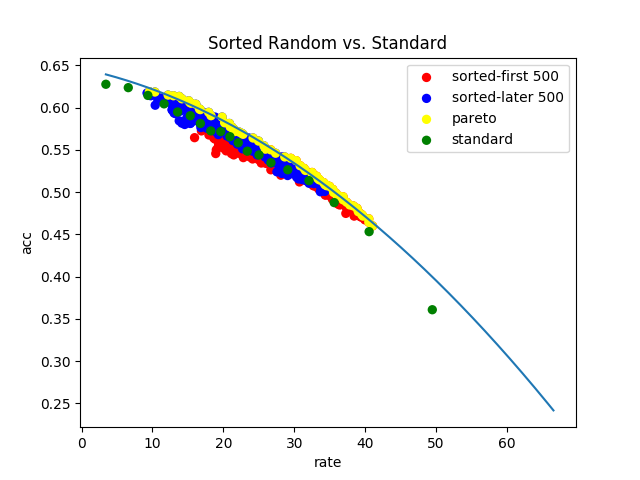 Sorted Random vs. Standard
sorted-first 500
sorted-later 500
pareto
standard
0.65
0.60
0.55
0.50
0.45
0.40
0.35
0.30
0.25
acc
0
10
20
30
40
50
60
rate